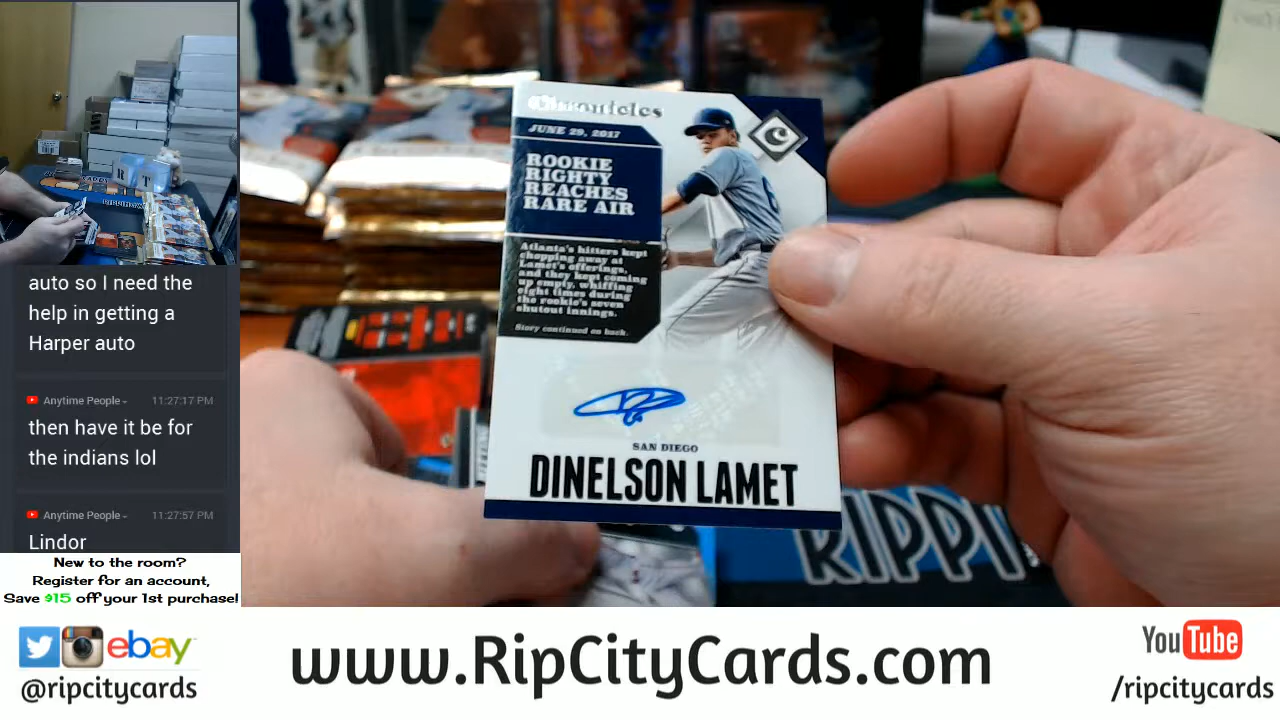 auto so I need the
help in getting a
Harper auto
Anytime People
11:27:17 PM
then have it be for
the indians lol
Anytime People
11:27:57 PM
Lindor
New to the room?
Register for an account,
Save $15 off your 1st purchase!
Chronicles
C
JUNE 29, 2017
ROOKIE
RIGHTY
REACHES
RARE AIR
Atlanta's hitters kept
chopping away at
Lamet's offerings,
and they kept coming
up empty, whiffing
eight times during
the rookie's seven
shutout innings.
Story continued on back.
SAN DIEGO
DINELSON LAMET
RIPPI
R T
ebay
@ripcitycards
www.RipCityCards.com
YouTube
/ripcitycards